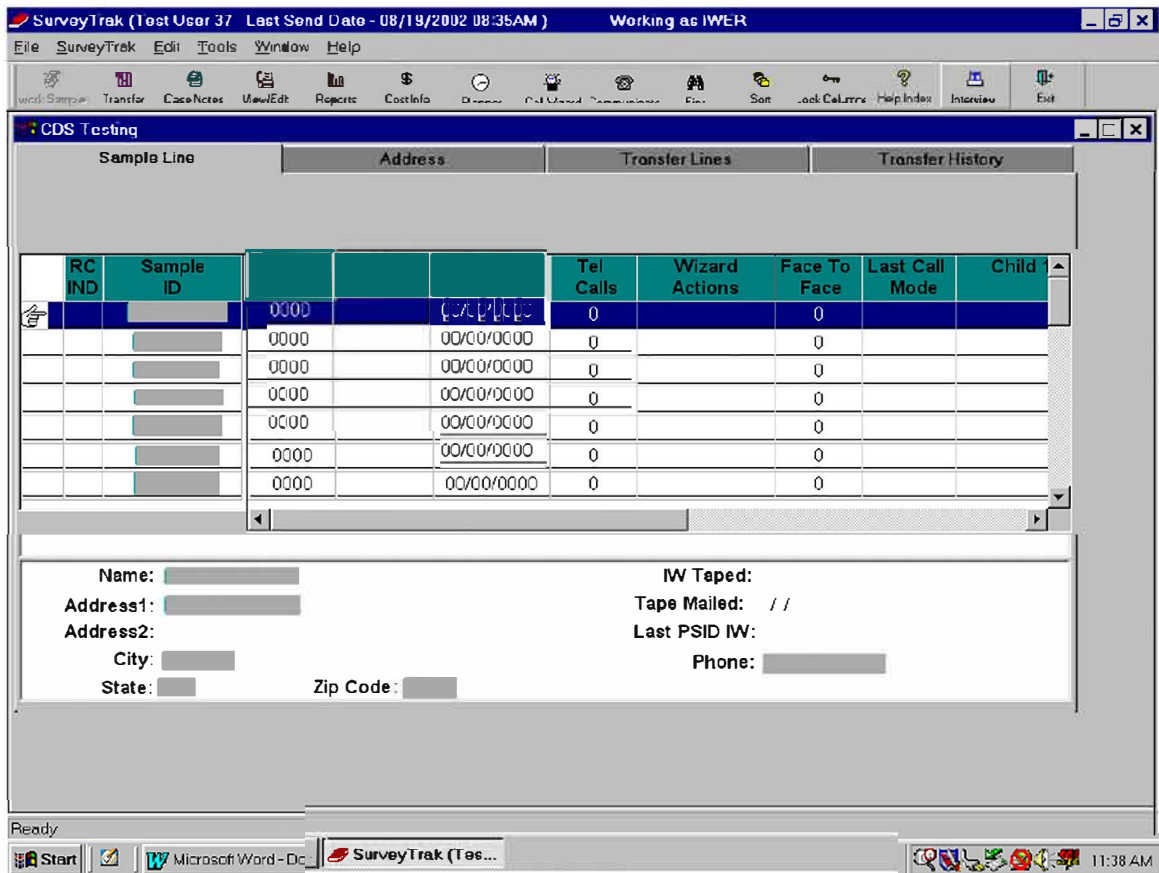 SurveyTrak (Test User 37 Last Send Date - 08/19/2002 08:35AM ) Working as IWER
File SurveyTrak Edit Tools Window Help
work Sample Transfer CaseNotes View/Edt Reports CostInfo Sort Help Index Interview Exit
CDS Testing
Sample Line Address Transfer Lines Transfer History
RC IND Sample ID Tel Calls Wizard Actions Face To Face Last Call Mode Child 1
0000 0 0
0000 00/00/0000 0 0
0000 00/00/0000 0 0
0000 00/00/0000 0 0
0000 00/00/0000 0 0
0000 00/00/0000 0 0
0000 00/00/0000 0 0
Name: IW Taped:
Address1: Tape Mailed: / /
Address2: Last PSID IW:
City: Phone:
State: Zip Code:
Ready
Start Microsoft Word - Do SurveyTrak (Tes... 11:38 AM